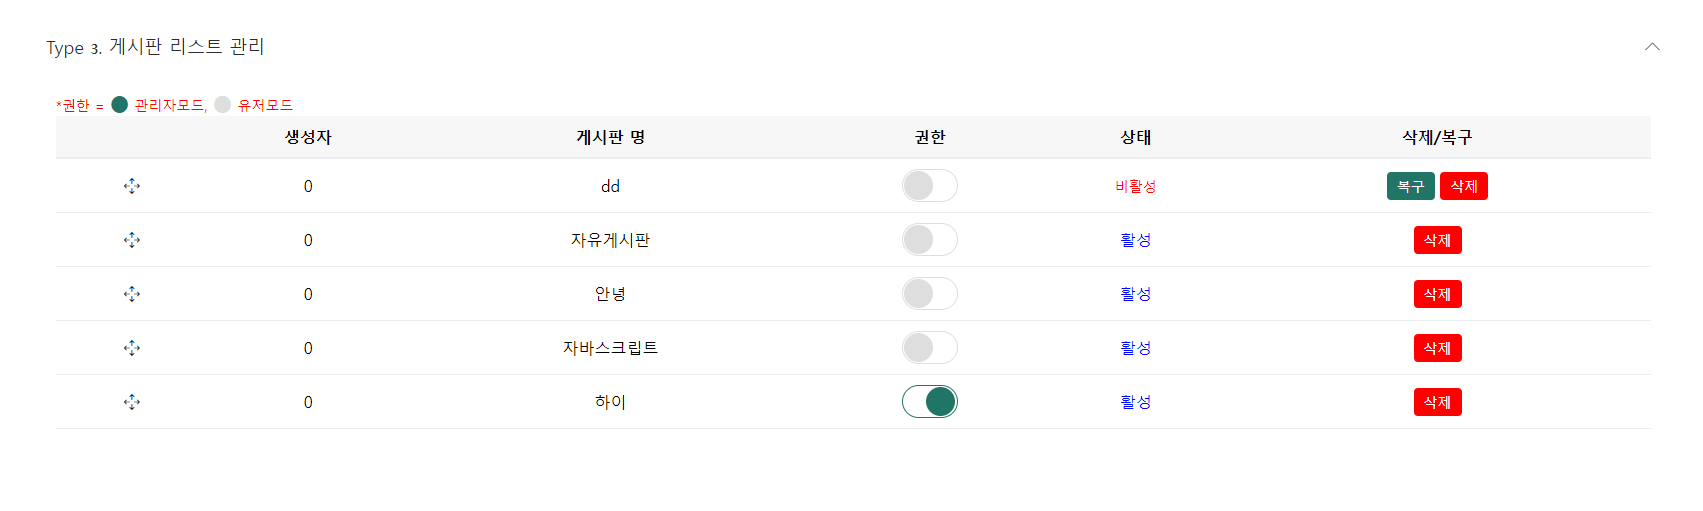 Type 3. 게시판 리스트 관리
*권한 = 관리자모드, 유저모드
생성자 게시판 명 권한 상태 삭제/복구
0 dd 비활성 복구 삭제
0 자유게시판 활성 삭제
0 안녕 활성 삭제
0 자바스크립트 활성 삭제
0 하이 활성 삭제